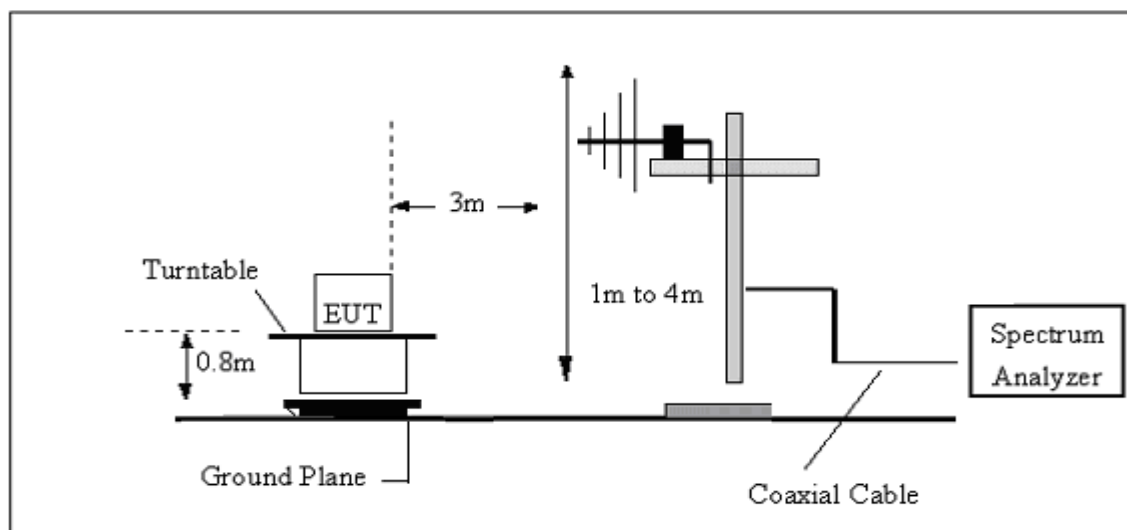 3m
Turntable
EUT
1m to 4m
0.8m
Spectrum
Analyzer
Ground Plane
Coaxial Cable